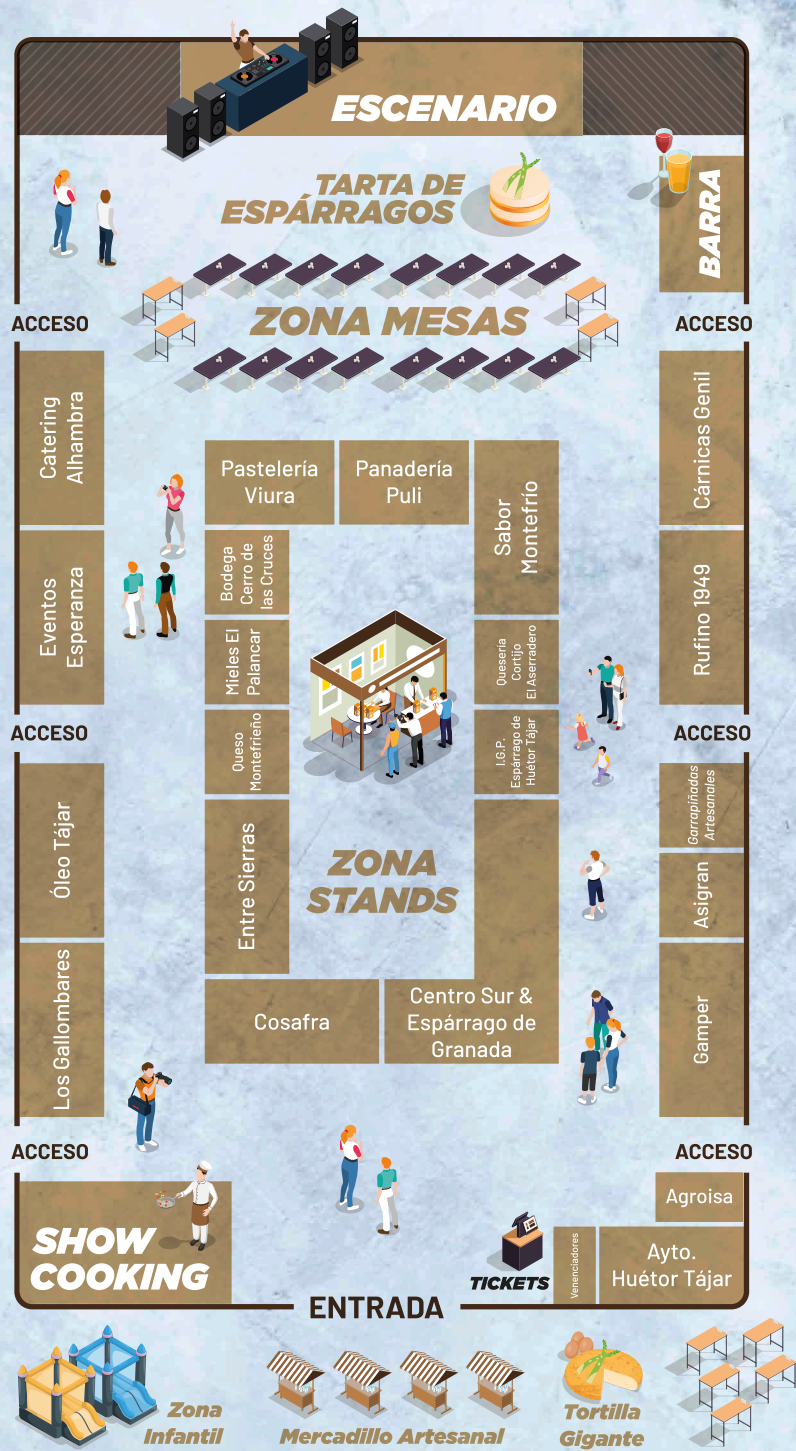 ESCENARIO
TARTA DE
ESPÁRRAGOS
BARRA
ZONA MESAS
ACCESO
ACCESO
Catering
Alhambra
Cárnicas Genil
Pastelería
Viura
Panadería
Puli
Sabor
Montefrío
Eventos
Esperanza
Bodega
Cerro de
las Cruces
Rufino 1949
Mieles El
Palancar
Quesería
Cortijo
El Aserradero
Queso
Montefrieño
I.G.P.
Espárrago de
Huétor Tájar
ACCESO
ACCESO
Óleo Tájar
Garrapiñadas
Artesanales
Entre Sierras
ZONA
STANDS
Asigran
Los Gallombares
Cosafra
Centro Sur &
Espárrago de
Granada
Gamper
ACCESO
ACCESO
SHOW
COOKING
Agroisa
TICKETS
Venenciadores
Ayto.
Huétor Tájar
ENTRADA
Zona
Infantil
Mercadillo Artesanal
Tortilla
Gigante